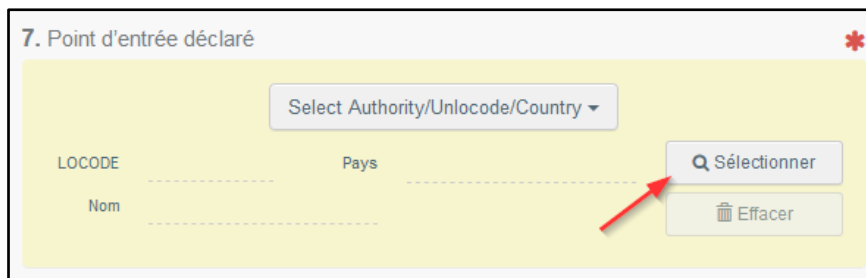 7. Point d'entrée déclaré *
Select Authority/Unlocode/Country
LOCODE Pays Sélectionner
Nom Effacer